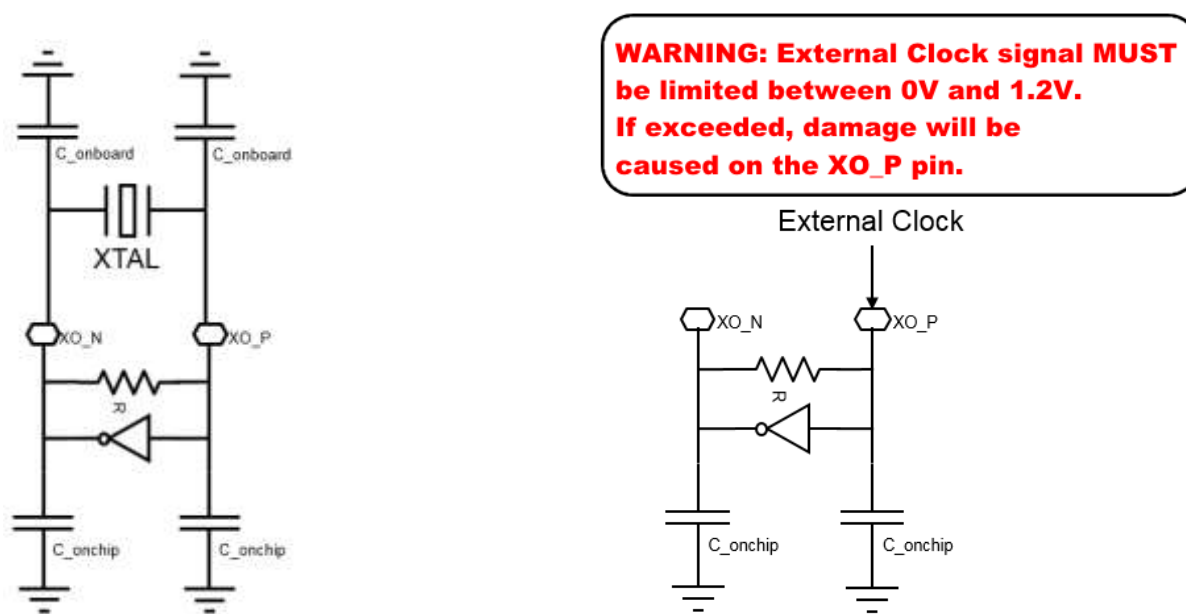 C_onboard
C_onboard
XTAL
XO_N
XO_P
R
C_onchip
C_onchip
WARNING: External Clock signal MUST
be limited between 0V and 1.2V.
If exceeded, damage will be
caused on the XO_P pin.
External Clock
XO_N
XO_P
R
C_onchip
C_onchip